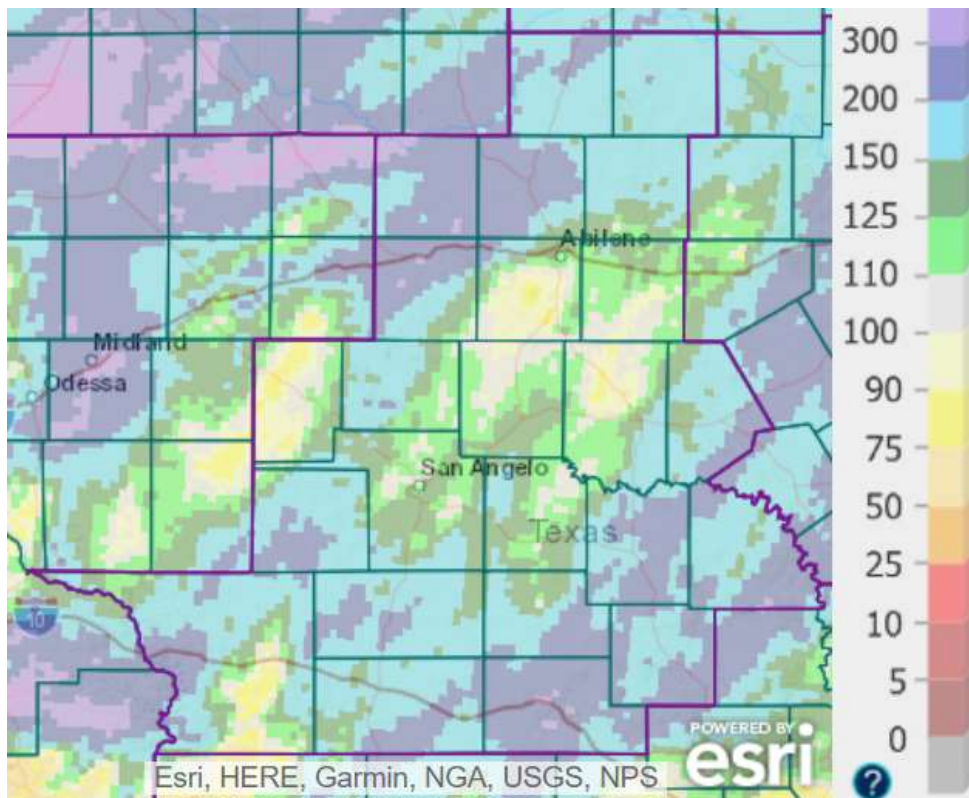 Abilene
Midland
Odessa
San Angelo
Texas
10
POWERED BY
esri
Esri, HERE, Garmin, NGA, USGS, NPS
300
200
150
125
110
100
90
75
50
25
10
5
0
?